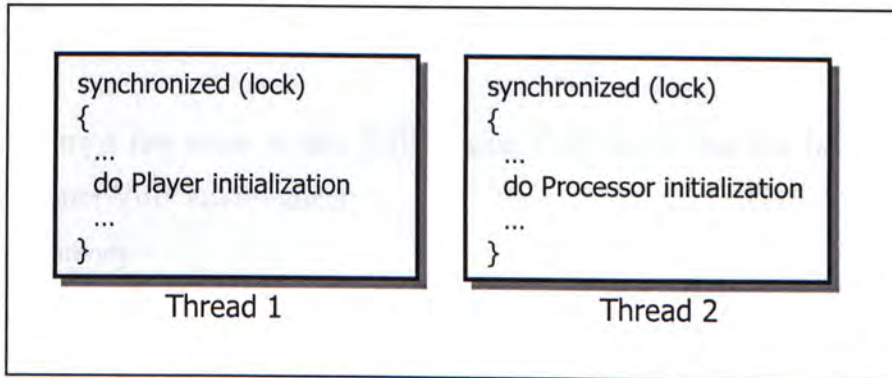 synchronized (lock)
{
...
do Player initialization
...
}
Thread 1
synchronized (lock)
{
...
do Processor initialization
...
}
Thread 2